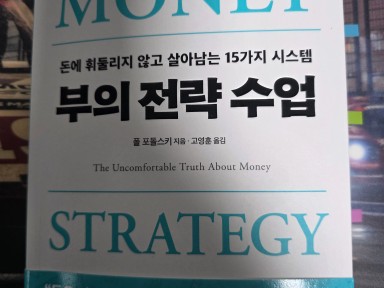 MONEY
돈에 휘둘리지 않고 살아남는 15가지 시스템
부의 전략 수업
폴 포돌스키 지음 · 고영훈 옮김
The Uncomfortable Truth About Money
STRATEGY